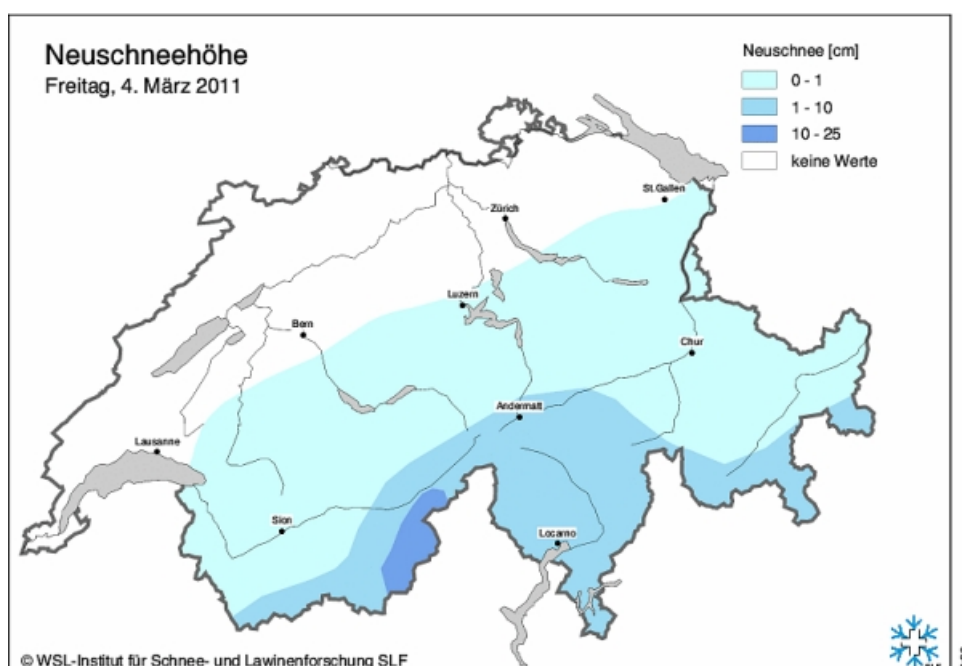 Neuschneehöhe
Freitag, 4. März 2011
Neuschnee [cm]
0 - 1
1 - 10
10 - 25
keine Werte
St.Gallen
Zürich
Luzern
Bern
Chur
Andermatt
Lausanne
Sion
Locarno
© WSL-Institut für Schnee- und Lawinenforschung SLF
SLF